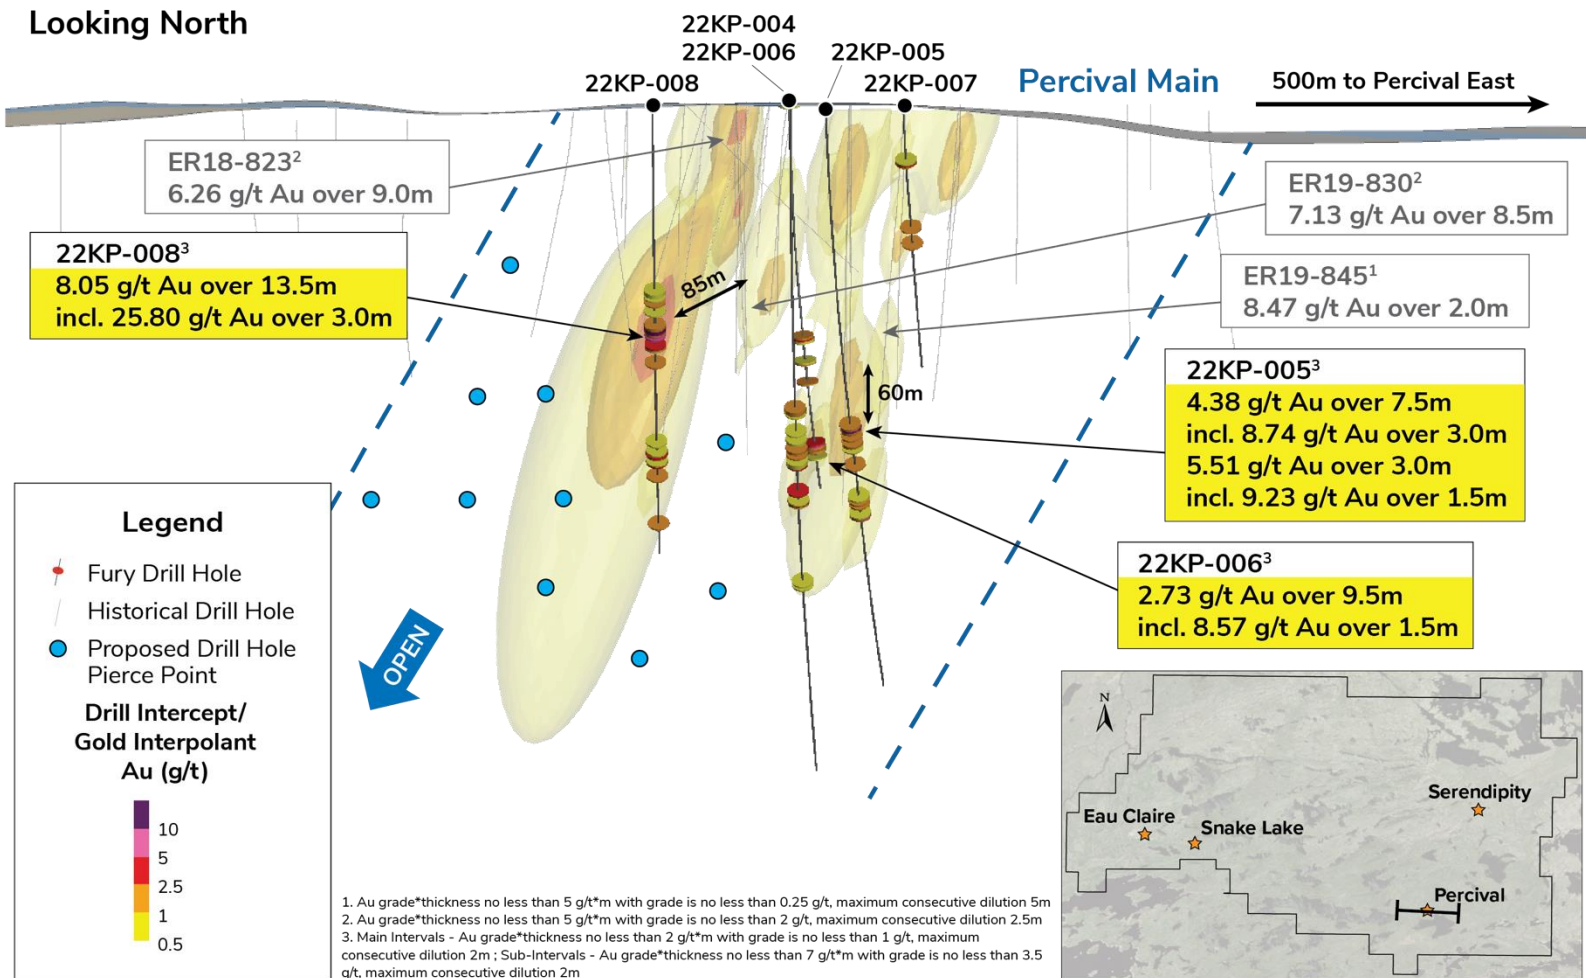 Looking North
22KP-004
22KP-006
22KP-005
22KP-008
22KP-007
Percival Main
500m to Percival East
ER18-823²
6.26 g/t Au over 9.0m
ER19-830²
7.13 g/t Au over 8.5m
22KP-008³
8.05 g/t Au over 13.5m
incl. 25.80 g/t Au over 3.0m
85m
ER19-845¹
8.47 g/t Au over 2.0m
60m
22KP-005³
4.38 g/t Au over 7.5m
incl. 8.74 g/t Au over 3.0m
5.51 g/t Au over 3.0m
incl. 9.23 g/t Au over 1.5m
22KP-006³
2.73 g/t Au over 9.5m
incl. 8.57 g/t Au over 1.5m
OPEN
Legend
Fury Drill Hole
Historical Drill Hole
Proposed Drill Hole
Pierce Point
Drill Intercept/
Gold Interpolant
Au (g/t)
10
5
2.5
1
0.5
N
Serendipity
Eau Claire
Snake Lake
Percival
1. Au grade*thickness no less than 5 g/t*m with grade is no less than 0.25 g/t, maximum consecutive dilution 5m
2. Au grade*thickness no less than 5 g/t*m with grade is no less than 2 g/t, maximum consecutive dilution 2.5m
3. Main Intervals - Au grade*thickness no less than 2 g/t*m with grade is no less than 1 g/t, maximum
consecutive dilution 2m ; Sub-Intervals - Au grade*thickness no less than 7 g/t*m with grade is no less than 3.5
g/t, maximum consecutive dilution 2m